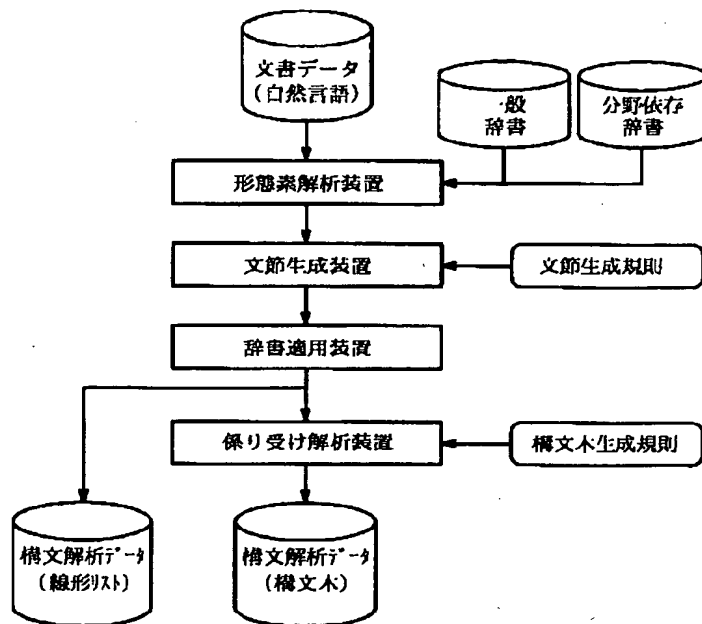 文書データ
(自然言語)
一般
辞書
分野依存
辞書
形態素解析装置
文節生成装置
文節生成規則
辞書適用装置
係り受け解析装置
構文木生成規則
構文解析データ
(線形リスト)
構文解析データ
(構文木)